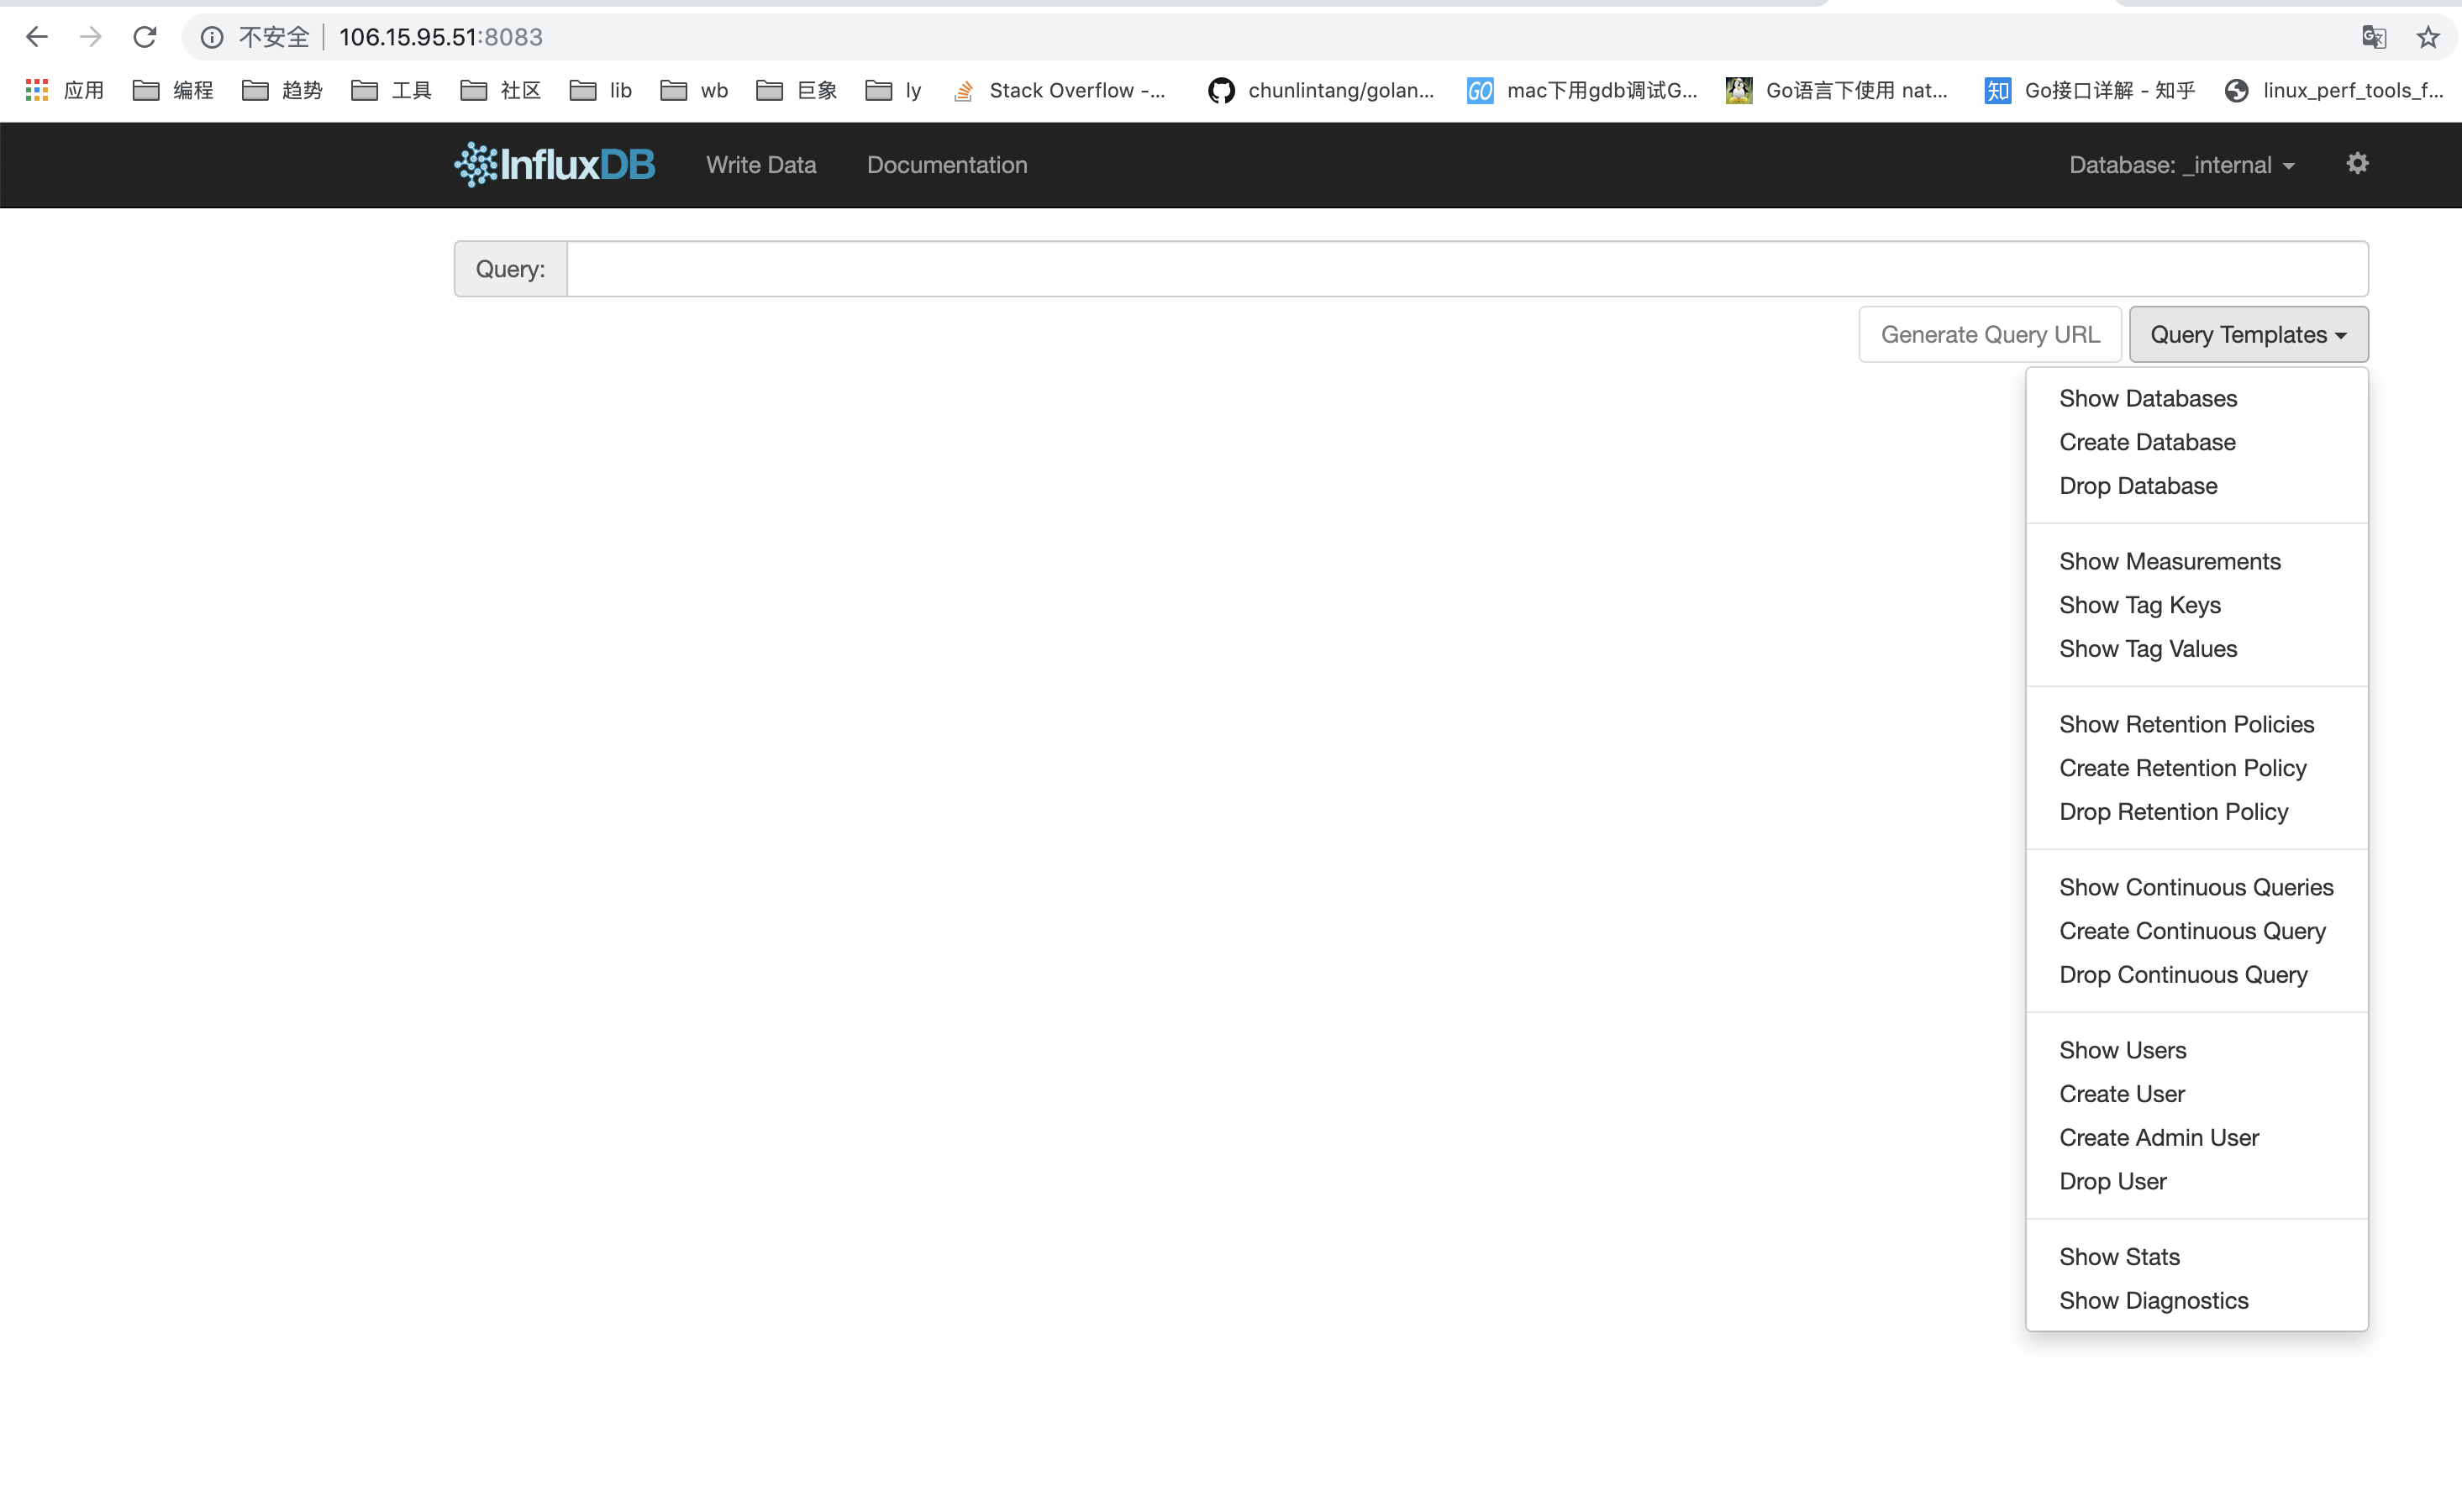 不安全 106.15.95.51:8083
应用 编程 趋势 工具 社区 lib wb 巨象 ly Stack Overflow -... chunlintang/golan... GO mac下用gdb调试G... Go语言下使用 nat... 知 Go接口详解 - 知乎 linux_perf_tools_f...
InfluxDB Write Data Documentation Database: _internal
Query:
Generate Query URL Query Templates
Show Databases
Create Database
Drop Database
Show Measurements
Show Tag Keys
Show Tag Values
Show Retention Policies
Create Retention Policy
Drop Retention Policy
Show Continuous Queries
Create Continuous Query
Drop Continuous Query
Show Users
Create User
Create Admin User
Drop User
Show Stats
Show Diagnostics